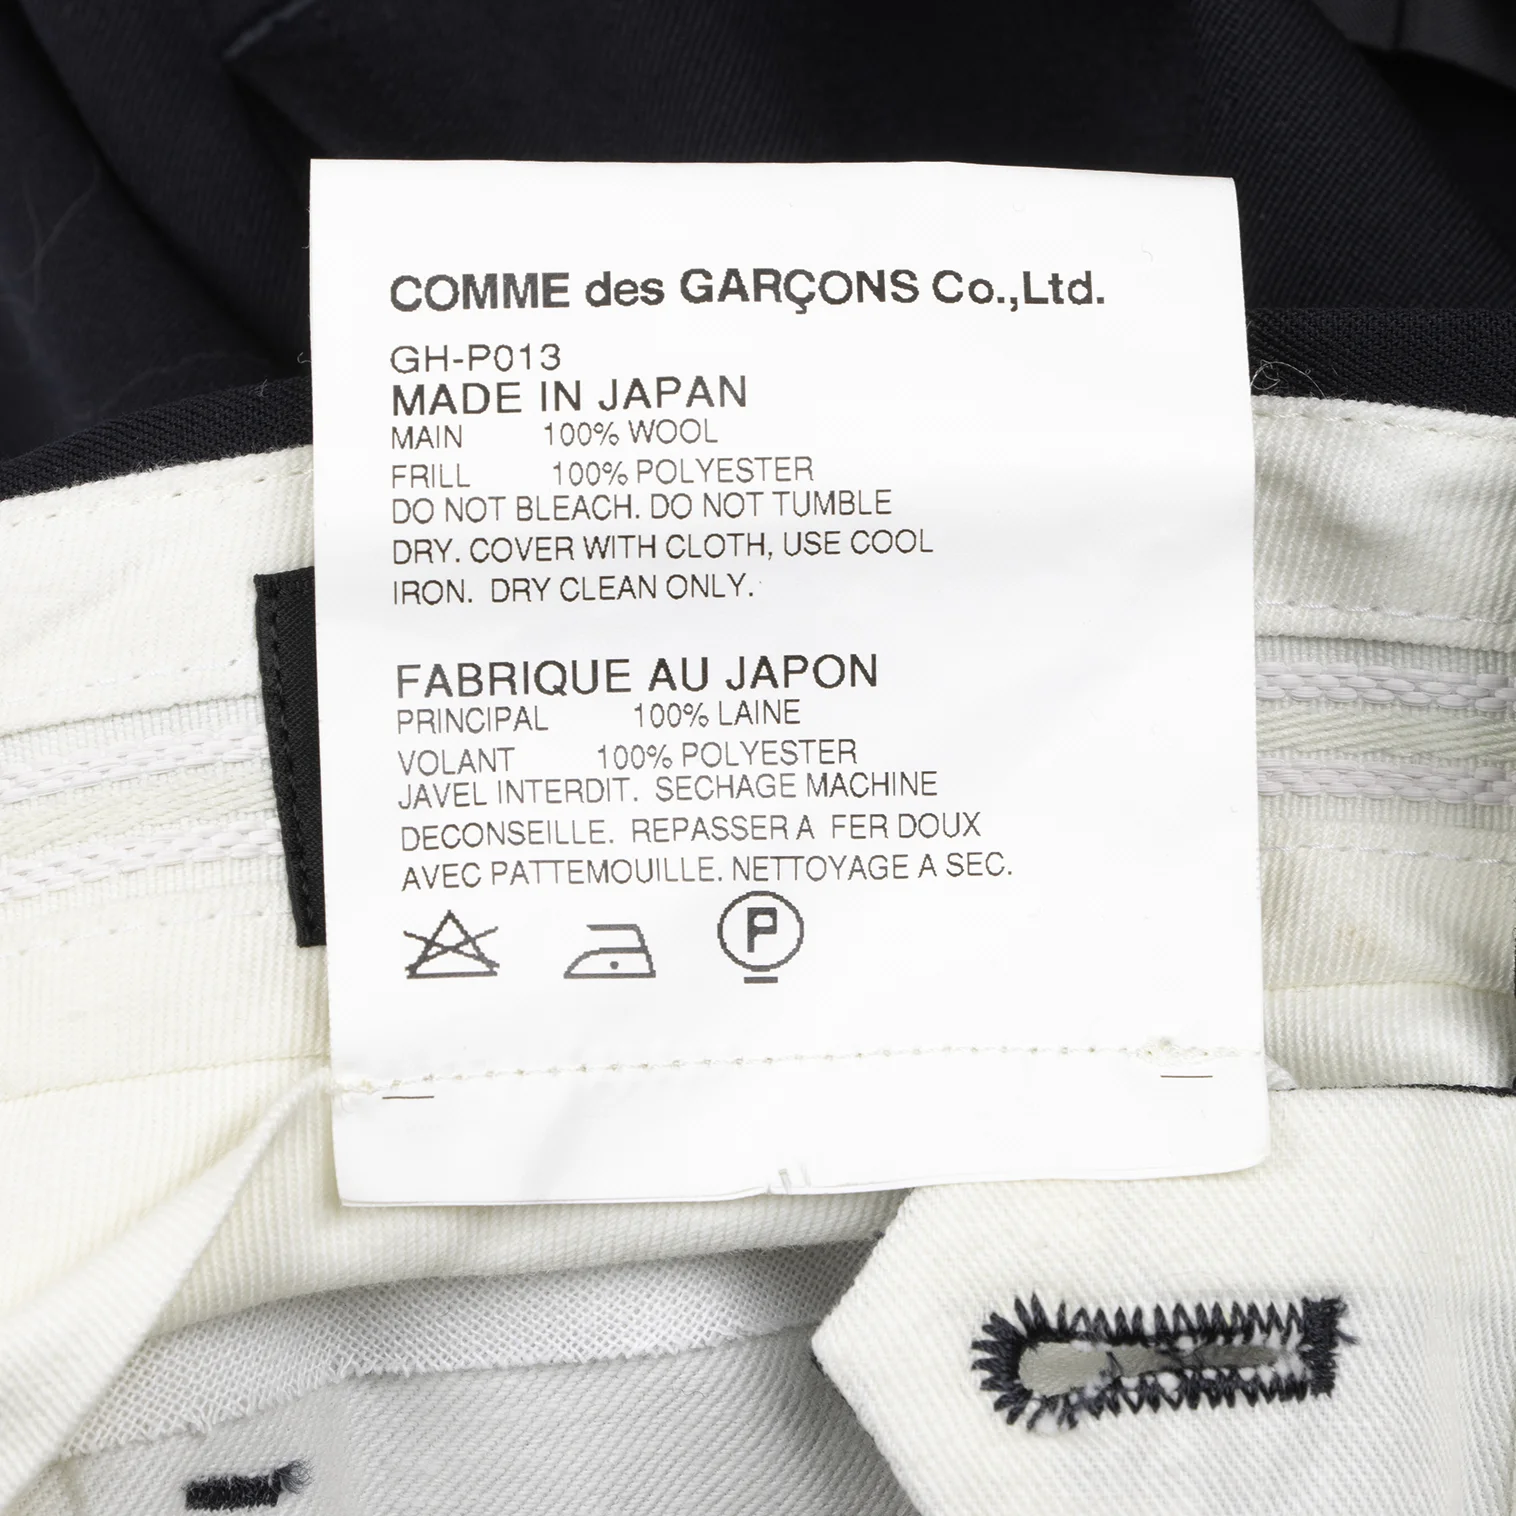 COMME des GARÇONS Co.,Ltd.
GH-P013
MADE IN JAPAN
MAIN 100% WOOL
FRILL 100% POLYESTER
DO NOT BLEACH. DO NOT TUMBLE
DRY. COVER WITH CLOTH, USE COOL
IRON. DRY CLEAN ONLY.
FABRIQUE AU JAPON
PRINCIPAL 100% LAINE
VOLANT 100% POLYESTER
JAVEL INTERDIT. SECHAGE MACHINE
DECONSEILLE. REPASSER A FER DOUX
AVEC PATTEMOUILLE. NETTOYAGE A SEC.
P